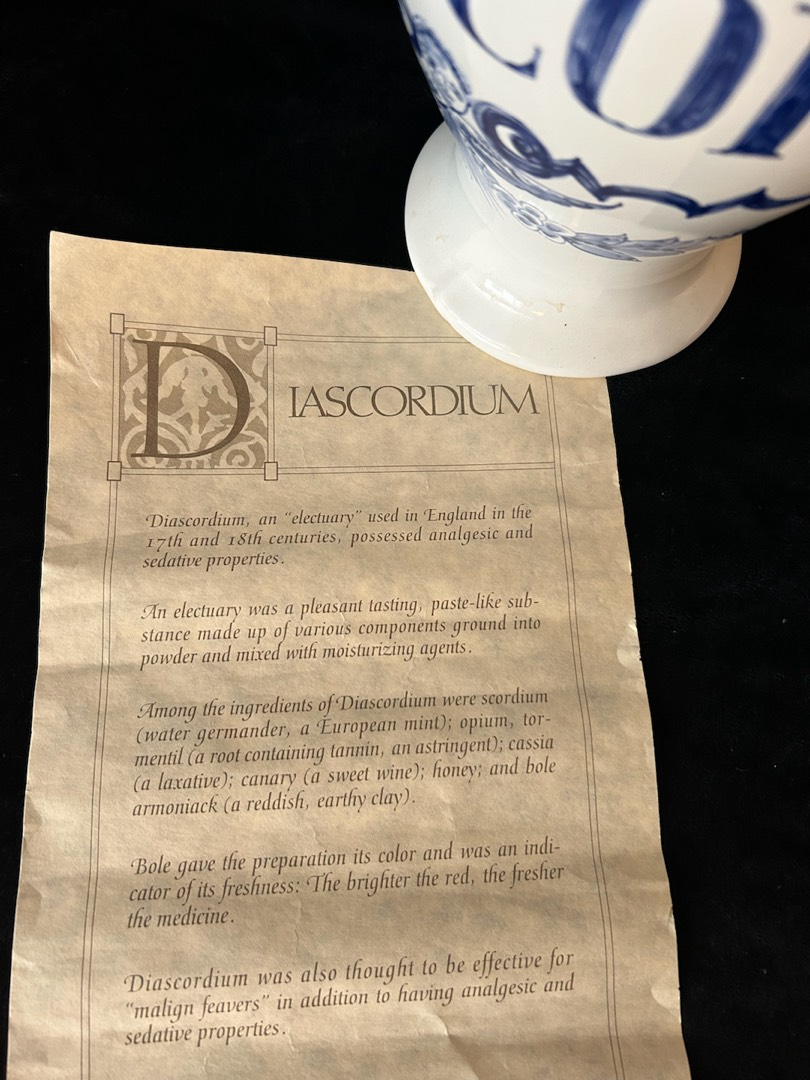 COR
DIASCORDIUM
Diascordium, an "electuary" used in England in the
17th and 18th centuries, possessed analgesic and
sedative properties.
An electuary was a pleasant tasting, paste-like sub-
stance made up of various components ground into
powder and mixed with moisturizing agents.
Among the ingredients of Diascordium were scordium
(water germander, a European mint); opium, tor-
mentil (a root containing tannin, an astringent); cassia
(a laxative); canary (a sweet wine); honey; and bole
armoniack (a reddish, earthy clay).
Bole gave the preparation its color and was an indi-
cator of its freshness: The brighter the red, the fresher
the medicine.
Diascordium was also thought to be effective for
"malign feavers" in addition to having analgesic and
sedative properties.